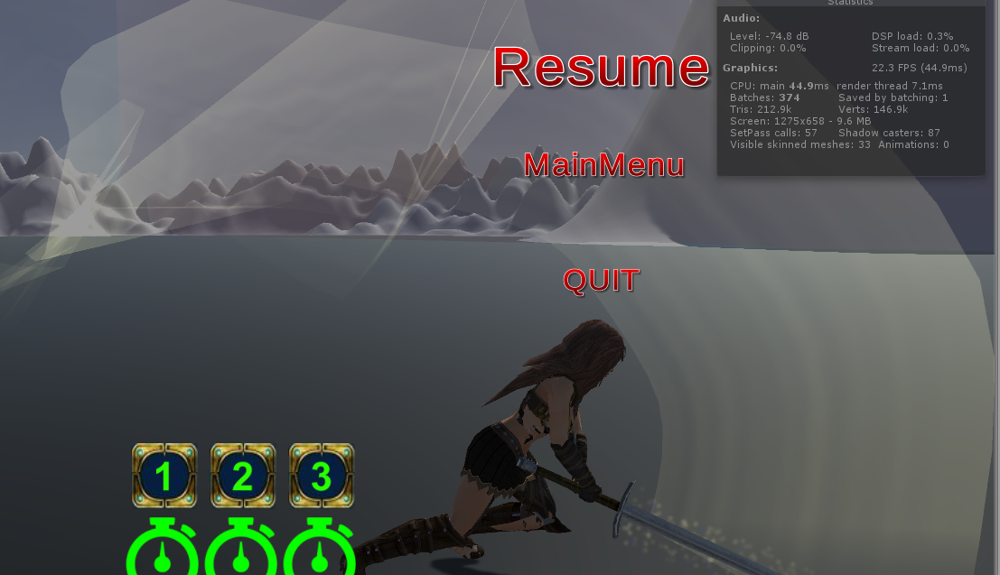 Statistics
Audio:
Level: -74.8 dB DSP load: 0.3%
Clipping: 0.0% Stream load: 0.0%
Graphics: 22.3 FPS (44.9ms)
CPU: main 44.9ms render thread 7.1ms
Batches: 374 Saved by batching: 1
Tris: 212.9k Verts: 146.9k
Screen: 1275x658 - 9.6 MB
SetPass calls: 57 Shadow casters: 87
Visible skinned meshes: 33 Animations: 0
Resume
MainMenu
QUIT
1 2 3